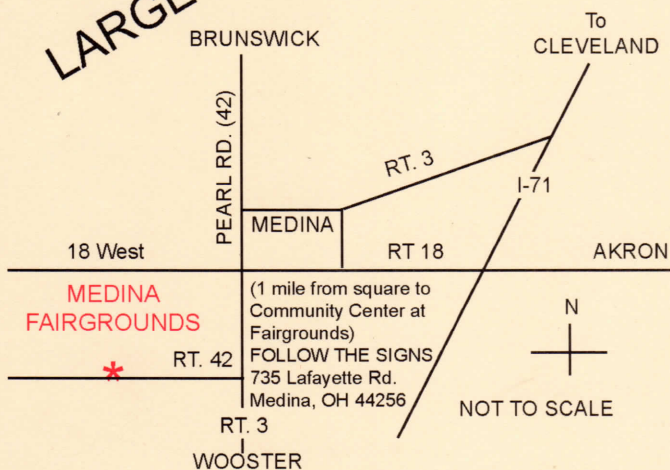 LARGE
BRUNSWICK
To
CLEVELAND
PEARL RD. (42)
RT. 3
I-71
MEDINA
18 West
RT 18
AKRON
MEDINA
FAIRGROUNDS
*
(1 mile from square to
Community Center at
Fairgrounds)
FOLLOW THE SIGNS
735 Lafayette Rd.
Medina, OH 44256
N
RT. 42
NOT TO SCALE
RT. 3
WOOSTER